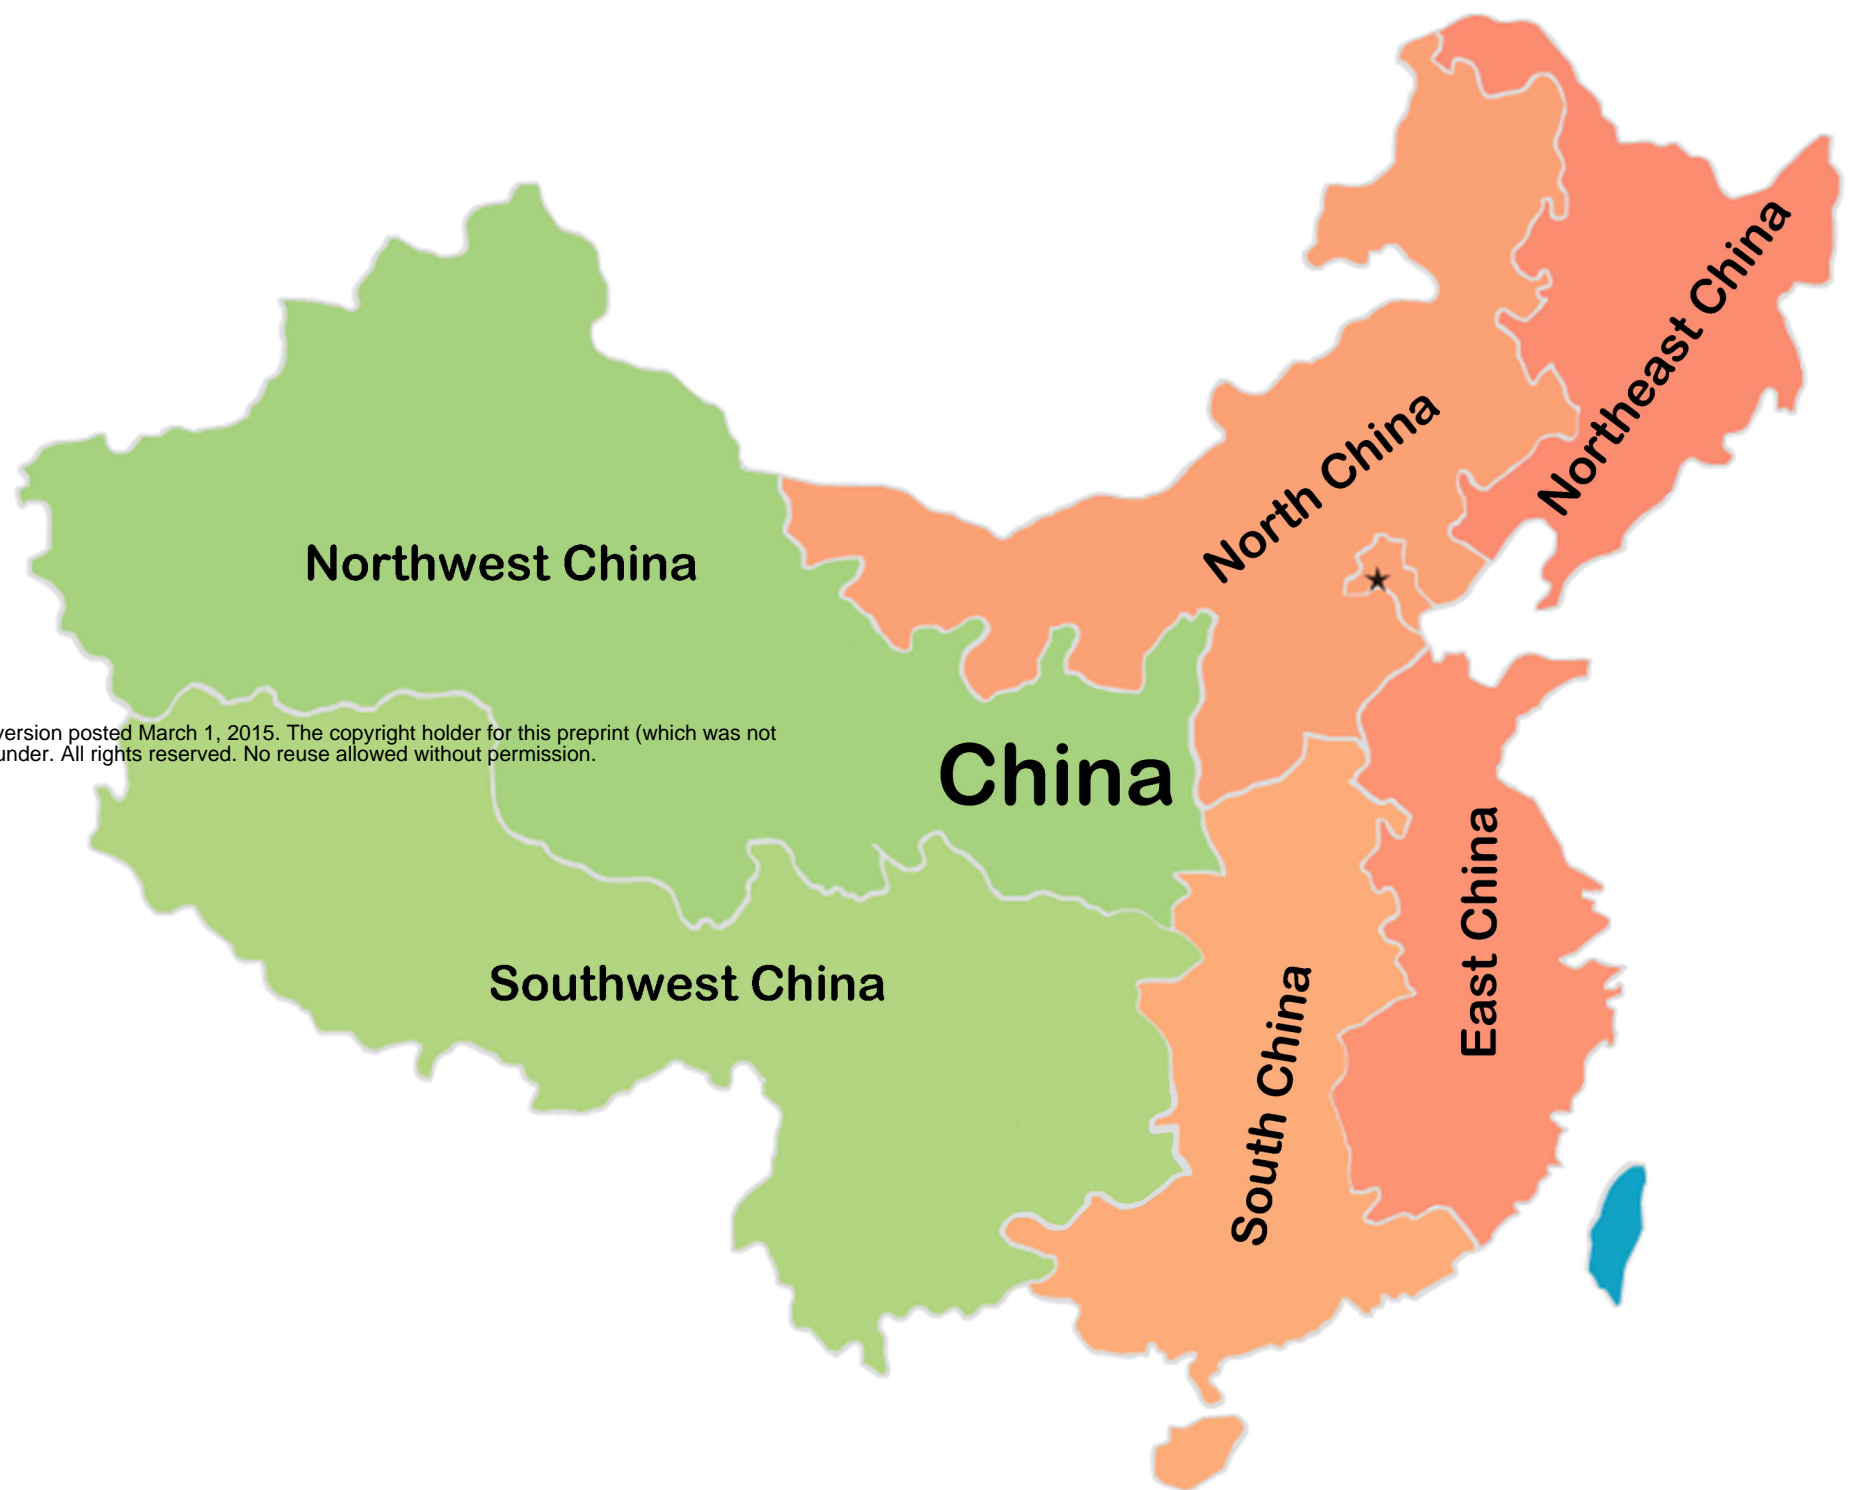 Northeast China
North China
Northwest China
version posted March 1, 2015. The copyright holder for this preprint (which was not
under. All rights reserved. No reuse allowed without permission.
China
East China
Southwest China
South China